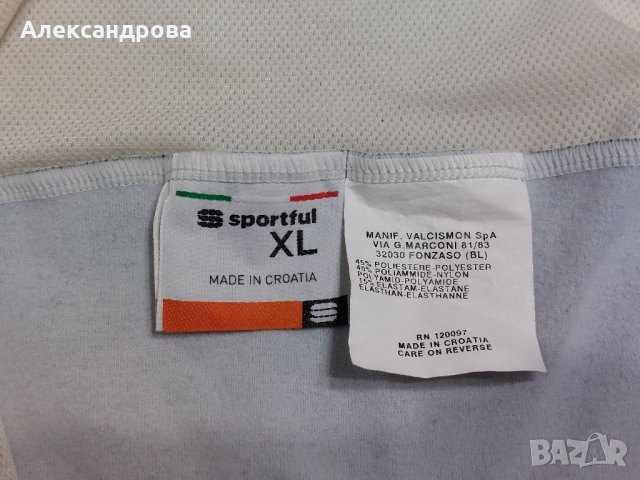 Александрова
sportful
XL
MADE IN CROATIA
MANIF. VALCISMON SpA
VIA G.MARCONI 81/83
32030 FONZASO (BL)
45% POLIESTERE-POLYESTER
40% POLIAMMIDE-NYLON
POLYAMID-POLYAMIDE
15% ELASTAM-ELASTANE
ELASTHAN-ELASTHANNE
RN 120097
MADE IN CROATIA
CARE ON REVERSE
BAZAR